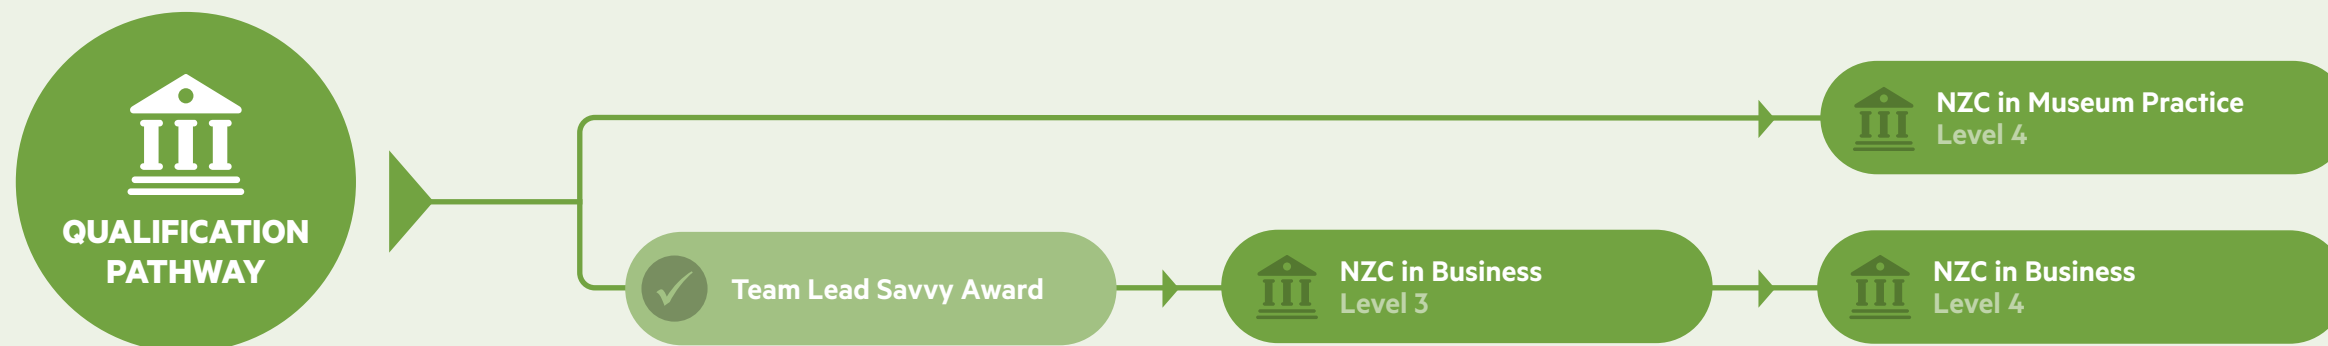 QUALIFICATION
PATHWAY
NZC in Museum Practice
Level 4
Team Lead Savvy Award
NZC in Business
Level 3
NZC in Business
Level 4